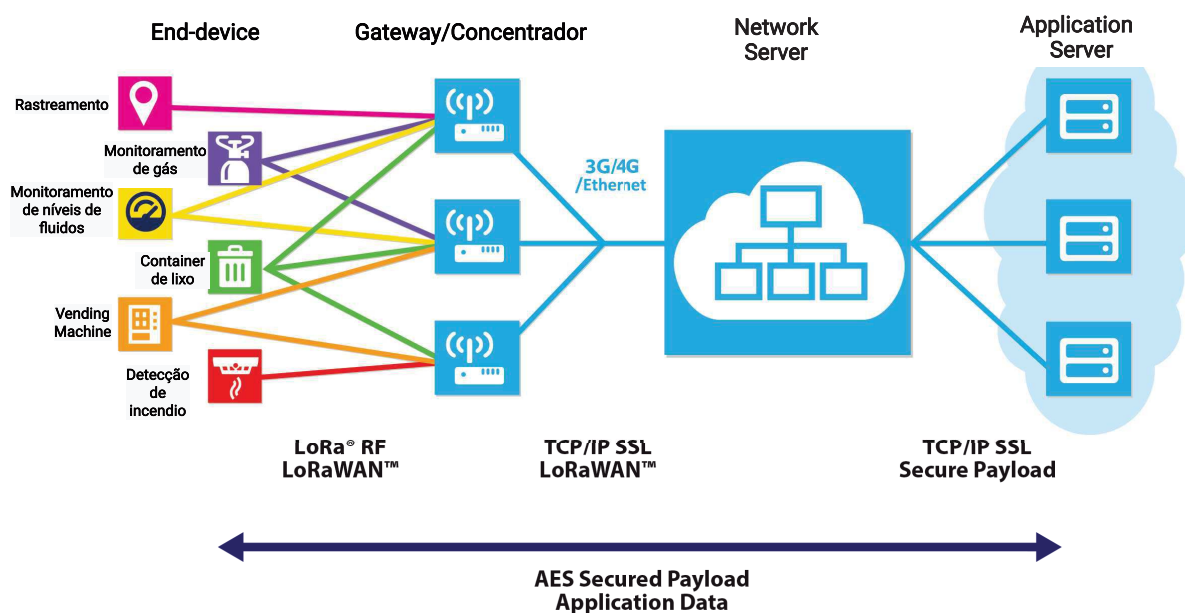 End-device
Gateway/Concentrador
Network
Server
Application
Server
Rastreamento
Monitoramento
de gás
Monitoramento
de níveis de
fluidos
Container
de lixo
Vending
Machine
Detecção
de
incendio
3G/4G
/Ethernet
LoRa® RF
LoRaWAN™
TCP/IP SSL
LoRaWAN™
TCP/IP SSL
Secure Payload
AES Secured Payload
Application Data